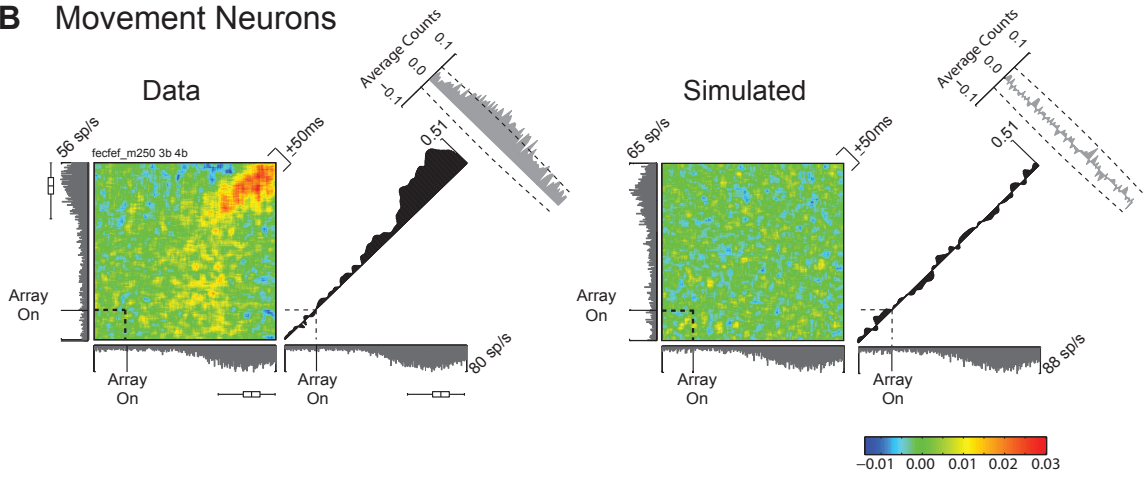 B Movement Neurons
Data
56 sp/s
fecfef_m250 3b 4b
+50ms
Average Counts
0.1
0.0
−0.1
0.51
Array
On
Array
On
Array
On
80 sp/s
Simulated
65 sp/s
+50ms
Average Counts
0.1
0.0
−0.1
0.51
Array
On
Array
On
Array
On
88 sp/s
−0.01 0.00 0.01 0.02 0.03